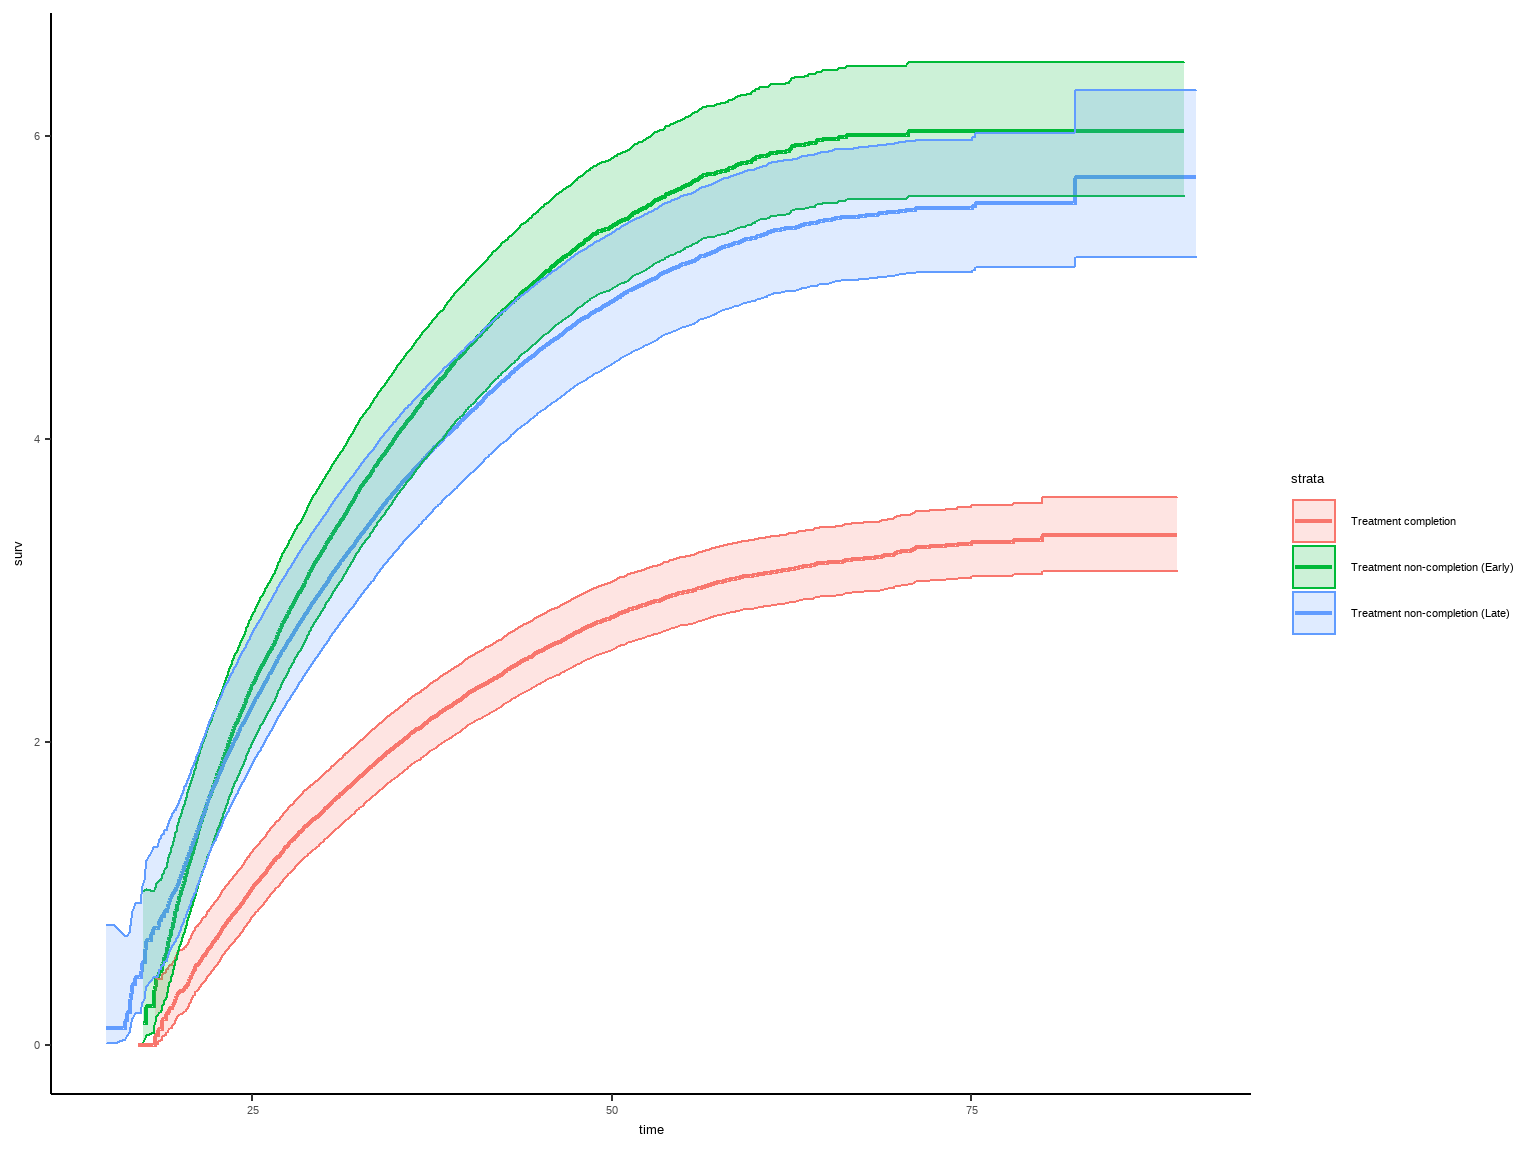 surv
6
4
2
0
25
50
75
time
strata
Treatment completion
Treatment non-completion (Early)
Treatment non-completion (Late)